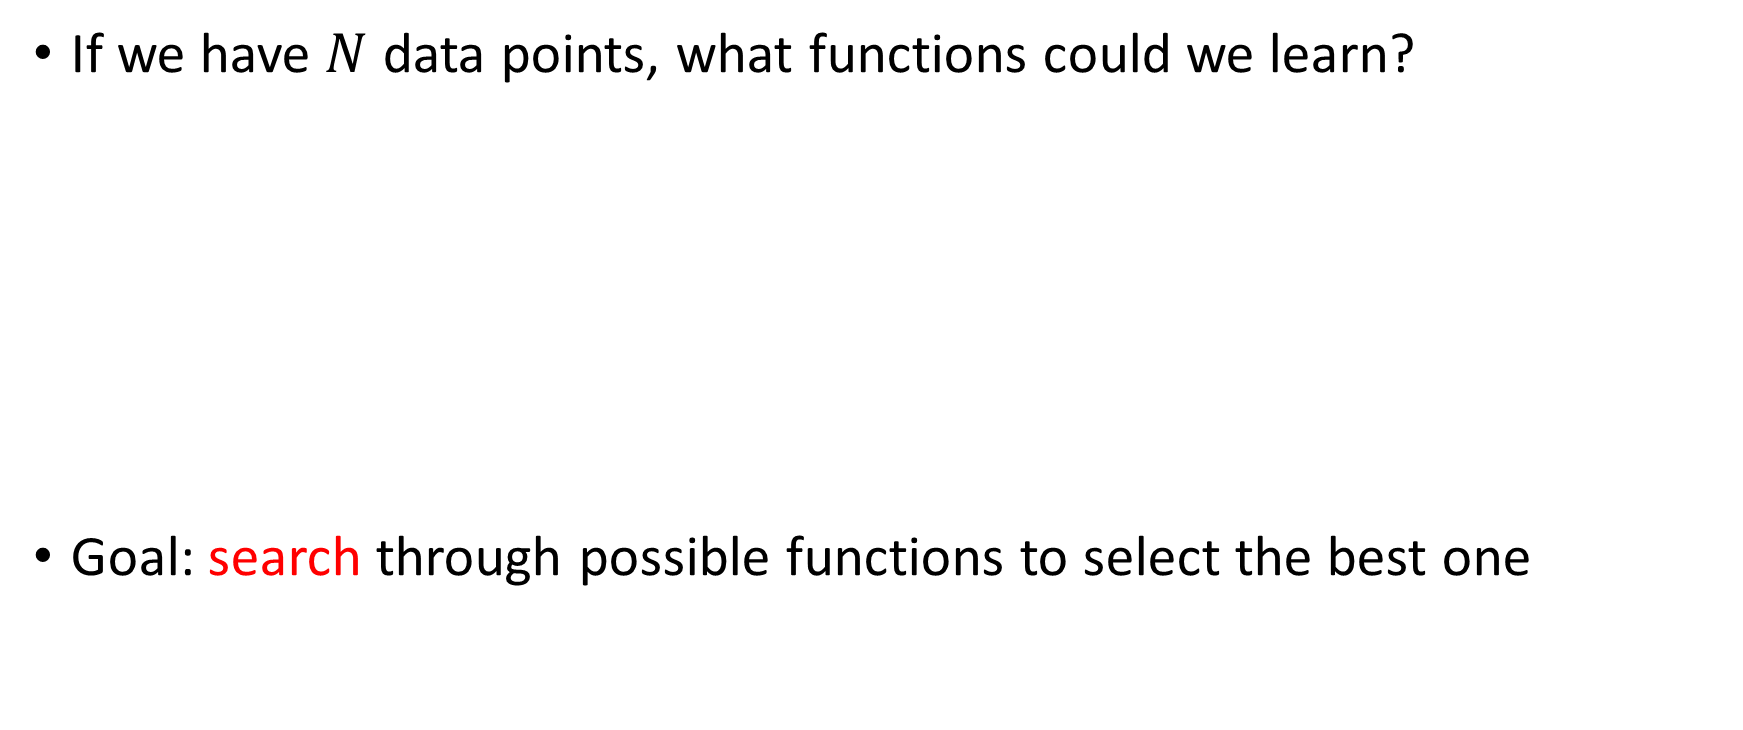 • If we have N data points, what functions could we learn?
• Goal: search through possible functions to select the best one